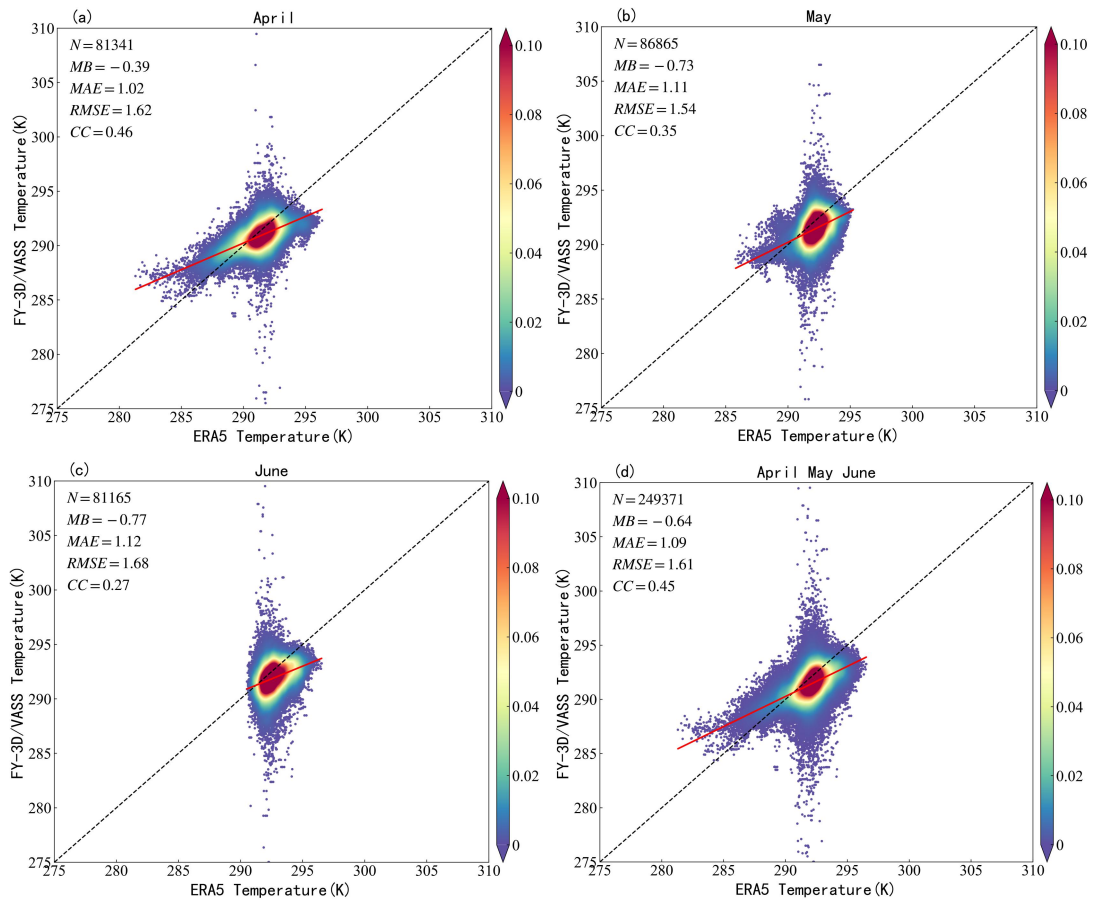 (a)
April
N=81341
MB=−0.39
MAE=1.02
RMSE=1.62
CC=0.46
310
305
300
295
290
285
280
275
FY-3D/VASS Temperature(K)
275 280 285 290 295 300 305 310
ERA5 Temperature(K)
0.10
0.08
0.06
0.04
0.02
0
(b)
May
N=86865
MB=−0.73
MAE=1.11
RMSE=1.54
CC=0.35
310
305
300
295
290
285
280
275
FY-3D/VASS Temperature(K)
275 280 285 290 295 300 305 310
ERA5 Temperature(K)
0.10
0.08
0.06
0.04
0.02
0
(c)
June
N=81165
MB=−0.77
MAE=1.12
RMSE=1.68
CC=0.27
310
305
300
295
290
285
280
275
FY-3D/VASS Temperature(K)
275 280 285 290 295 300 305 310
ERA5 Temperature(K)
0.10
0.08
0.06
0.04
0.02
0
(d)
April May June
N=249371
MB=−0.64
MAE=1.09
RMSE=1.61
CC=0.45
310
305
300
295
290
285
280
275
FY-3D/VASS Temperature(K)
275 280 285 290 295 300 305 310
ERA5 Temperature(K)
0.10
0.08
0.06
0.04
0.02
0